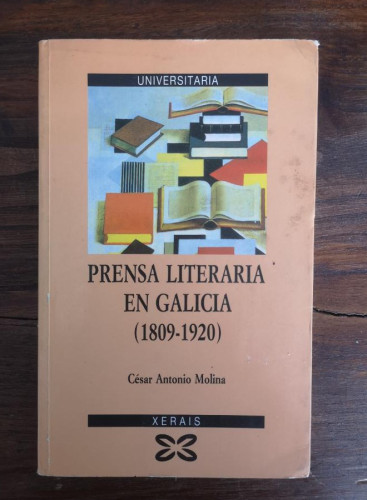 UNIVERSITARIA
PRENSA LITERARIA
EN GALICIA
(1809-1920)
César Antonio Molina
XERAIS